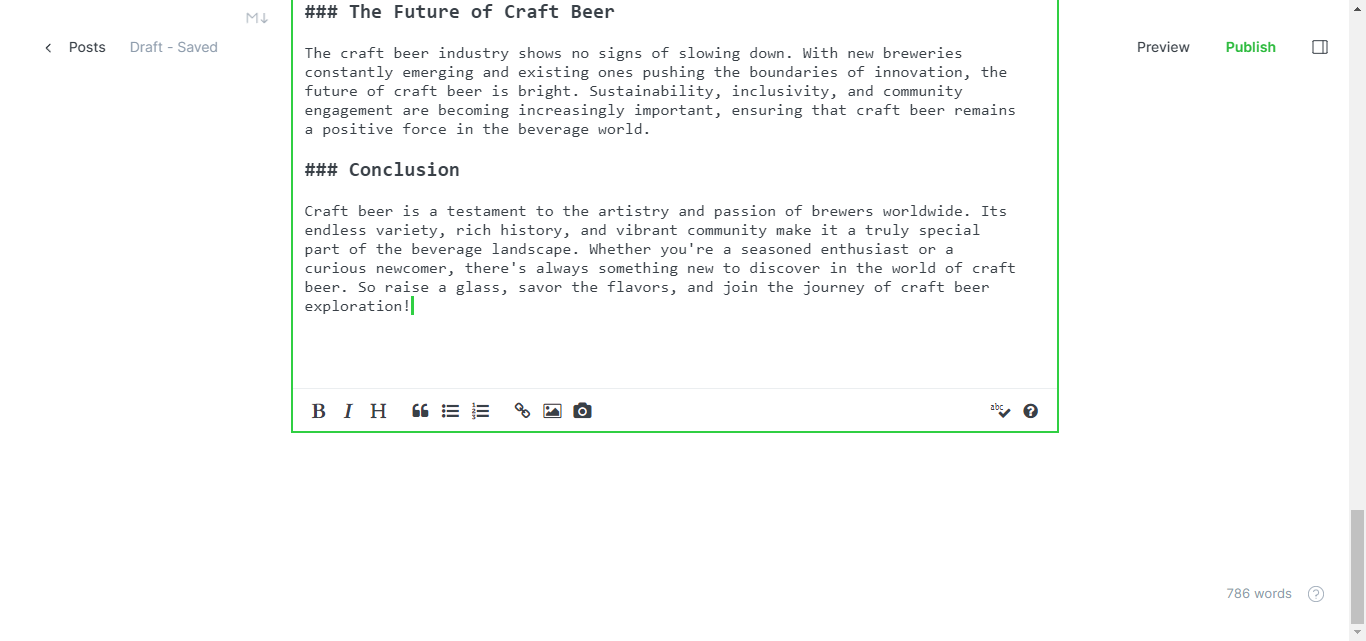 M↓
### The Future of Craft Beer
Posts
Draft - Saved
Preview
Publish
The craft beer industry shows no signs of slowing down. With new breweries
constantly emerging and existing ones pushing the boundaries of innovation, the
future of craft beer is bright. Sustainability, inclusivity, and community
engagement are becoming increasingly important, ensuring that craft beer remains
a positive force in the beverage world.
### Conclusion
Craft beer is a testament to the artistry and passion of brewers worldwide. Its
endless variety, rich history, and vibrant community make it a truly special
part of the beverage landscape. Whether you're a seasoned enthusiast or a
curious newcomer, there's always something new to discover in the world of craft
beer. So raise a glass, savor the flavors, and join the journey of craft beer
exploration!
B I H
abc
786 words